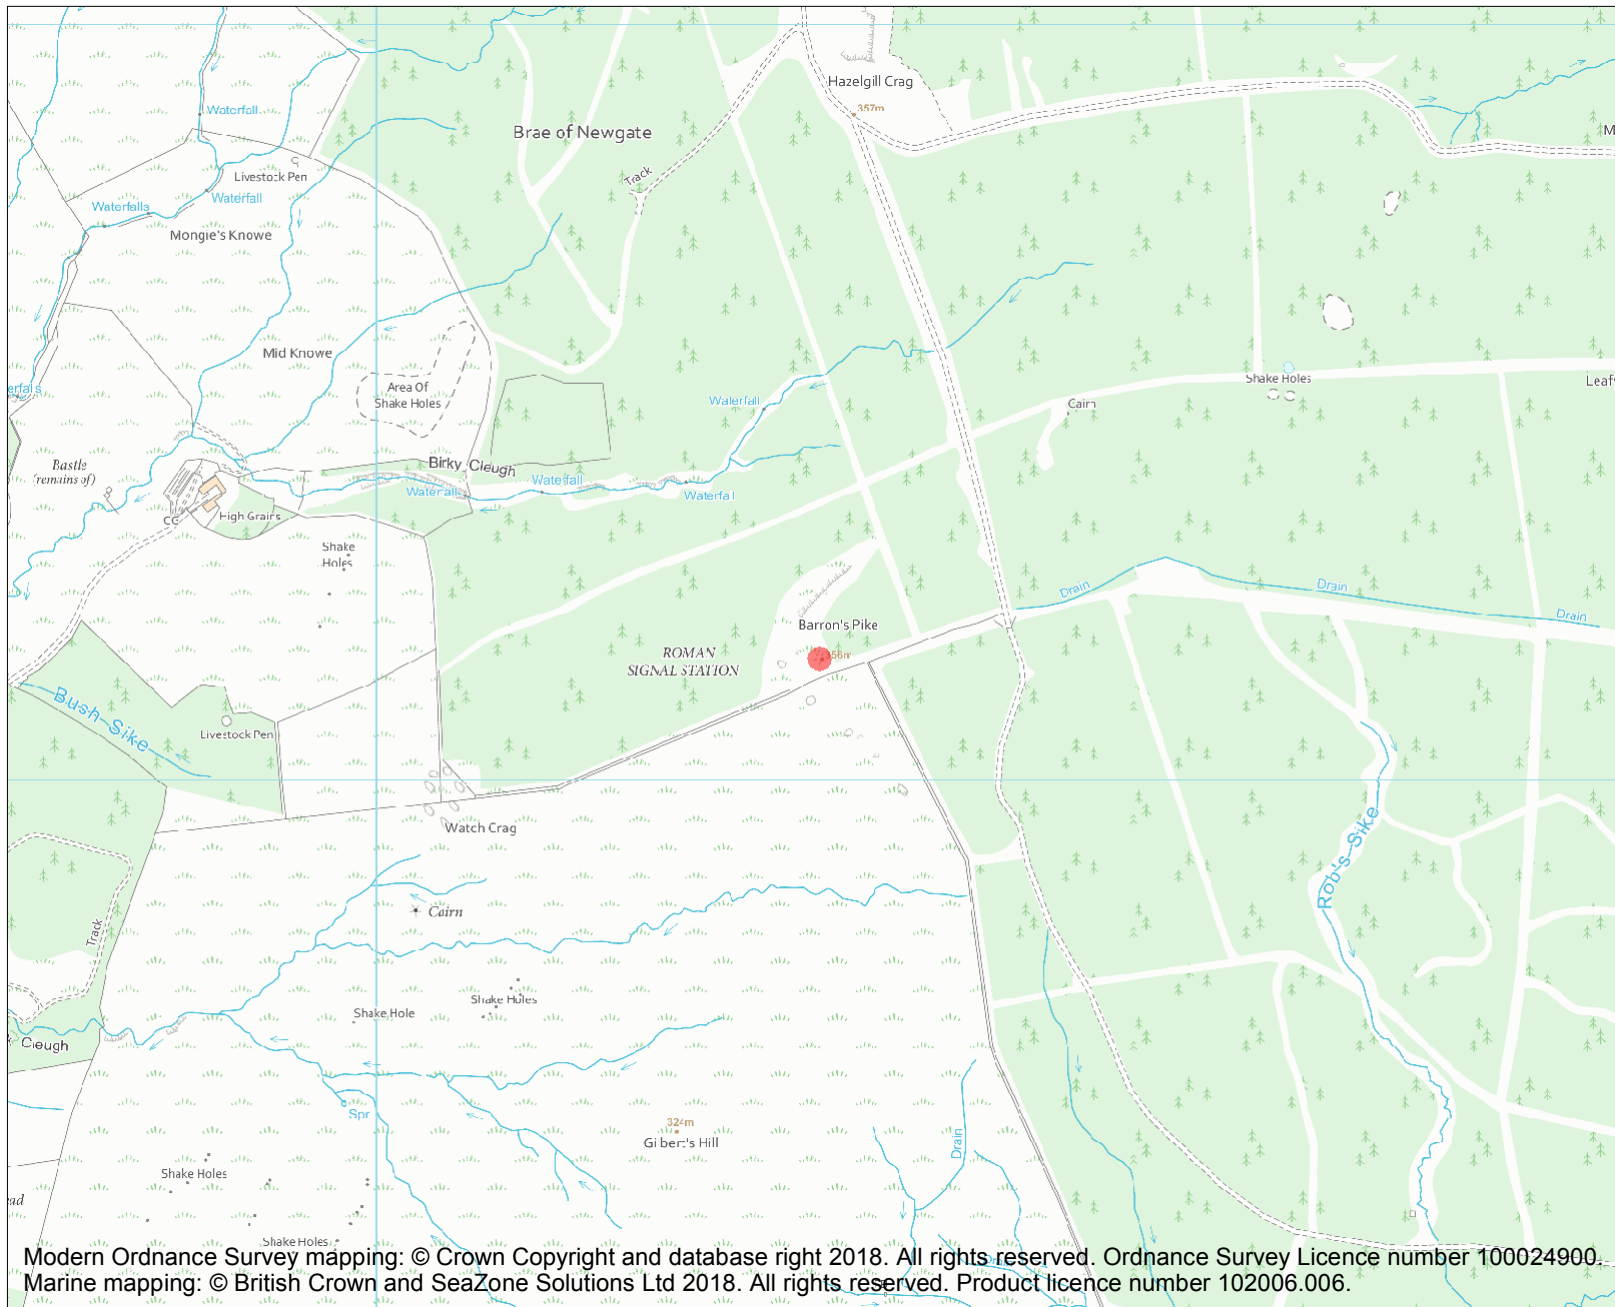 Hazelgill Crag
357m
Waterfall
Brae of Newgate
Track
Livestock Pen
Waterfall
Waterfalls
Mongie's Knowe
Mid Knowe
Area Of
Shake Holes
Shake Holes
Waterfall
Cairn
Bastle
(remains of)
Birky Cleugh
Waterfall
Waterfall
High Grains
Shake
Holes
Drain
Drain
Drain
Barron's Pike
ROMAN
SIGNAL STATION
356m
Bush Sike
Livestock Pen
Watch Crag
Rob's Sike
Cairn
Track
Shake Holes
Shake Hole
Cleugh
Spr
324m
Gilbert's Hill
Drain
Shake Holes
Shake Holes
Drain
Modern Ordnance Survey mapping: © Crown Copyright and database right 2018. All rights reserved. Ordnance Survey Licence number 100024900.
Marine mapping: © British Crown and SeaZone Solutions Ltd 2018. All rights reserved. Product licence number 102006.006.